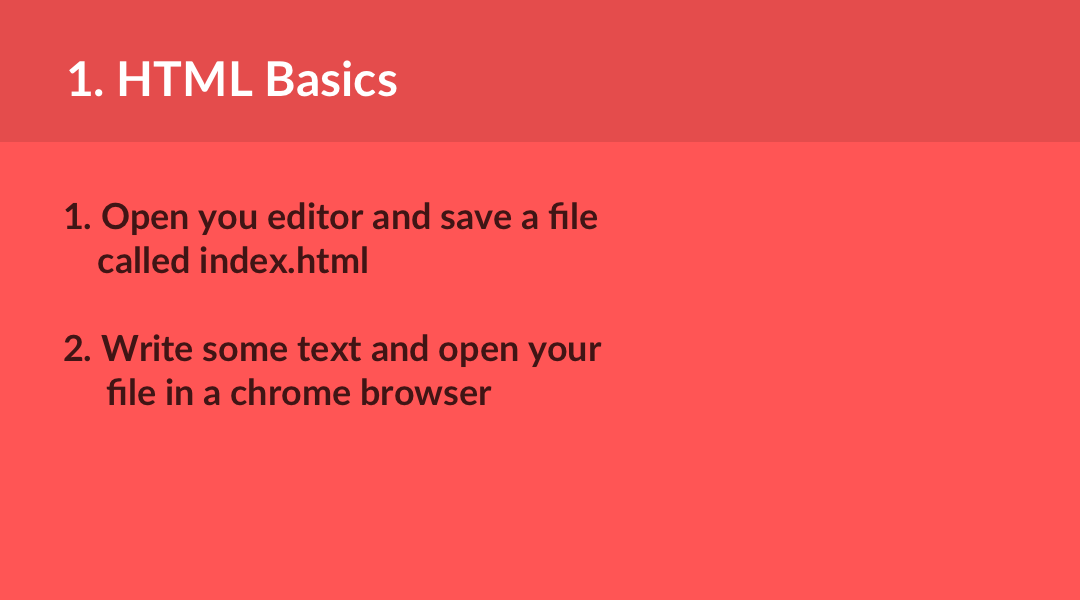 1. HTML Basics
1. Open you editor and save a file
called index.html
2. Write some text and open your
file in a chrome browser